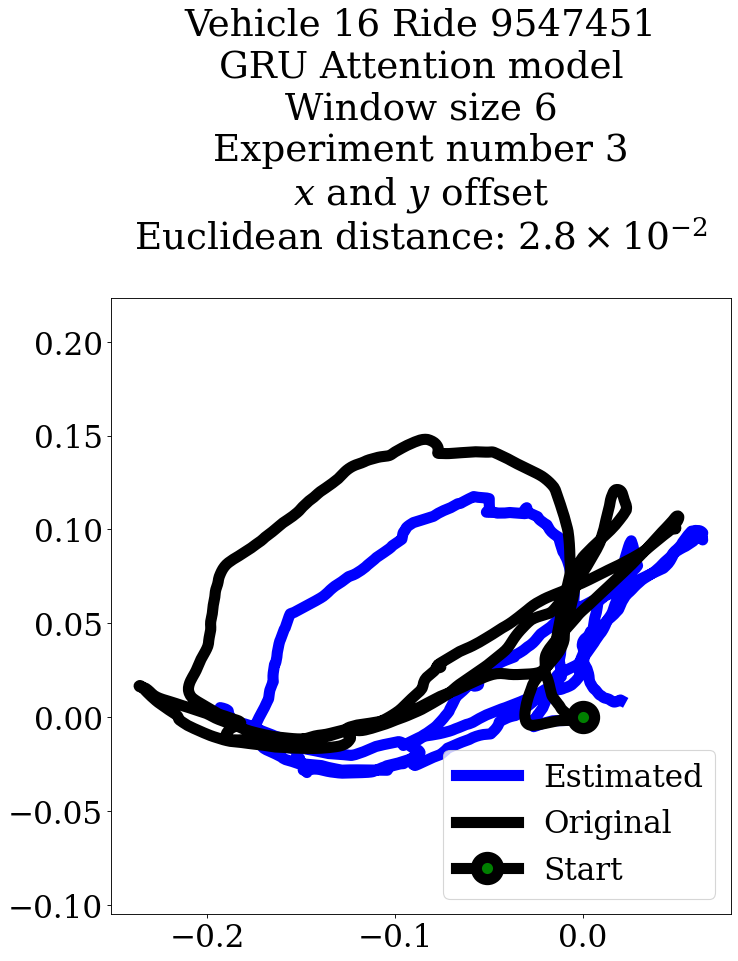 Vehicle 16 Ride 9547451
GRU Attention model
Window size 6
Experiment number 3
x and y offset
Euclidean distance: 2.8 × 10⁻²
0.20
0.15
0.10
0.05
0.00
−0.05
−0.10
Estimated
Original
Start
−0.2 −0.1 0.0